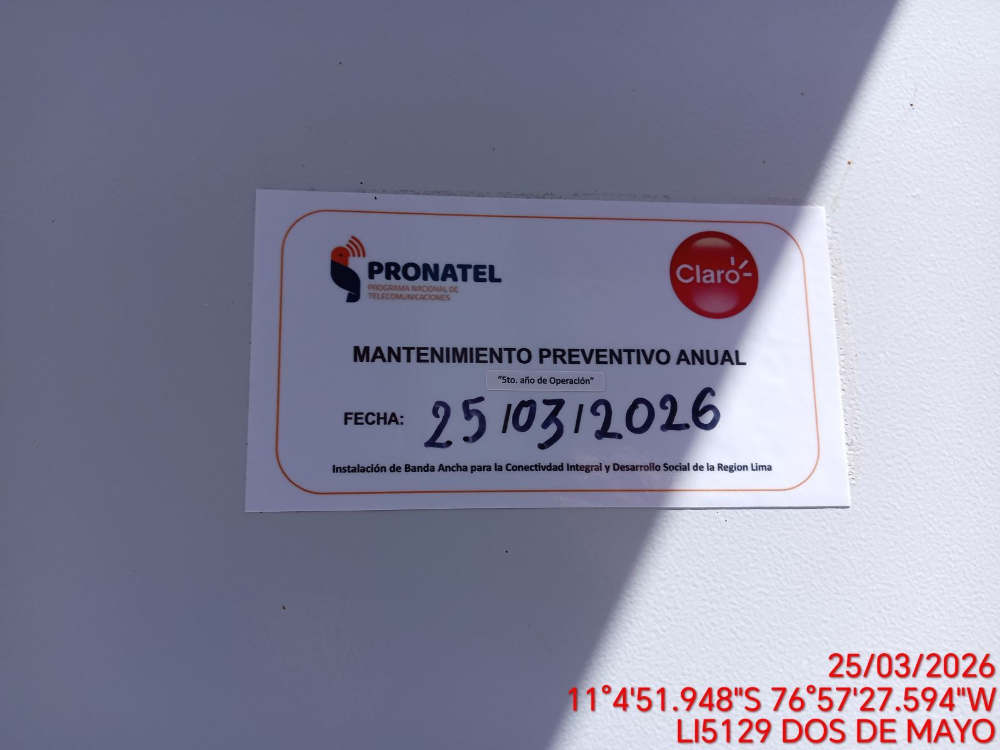 PRONATEL
PROGRAMA NACIONAL DE
TELECOMUNICACIONES
Claro
MANTENIMIENTO PREVENTIVO ANUAL
"5to. año de Operación"
FECHA: 25/03/2026
Instalación de Banda Ancha para la Conectivdad Integral y Desarrollo Social de la Region Lima
25/03/2026
11°4'51.948"S 76°57'27.594"W
LI5129 DOS DE MAYO